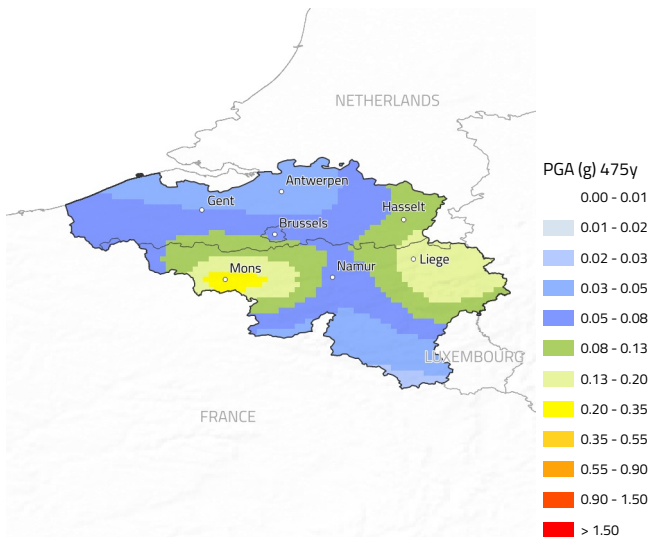 NETHERLANDS
PGA (g) 475y
Antwerpen
0.00 - 0.01
Gent
Hasselt
0.01 - 0.02
Brussels
0.02 - 0.03
Liege
Mons
Namur
0.03 - 0.05
0.05 - 0.08
0.08 - 0.13
LUXEMBOURG
0.13 - 0.20
FRANCE
0.20 - 0.35
0.35 - 0.55
0.55 - 0.90
0.90 - 1.50
> 1.50